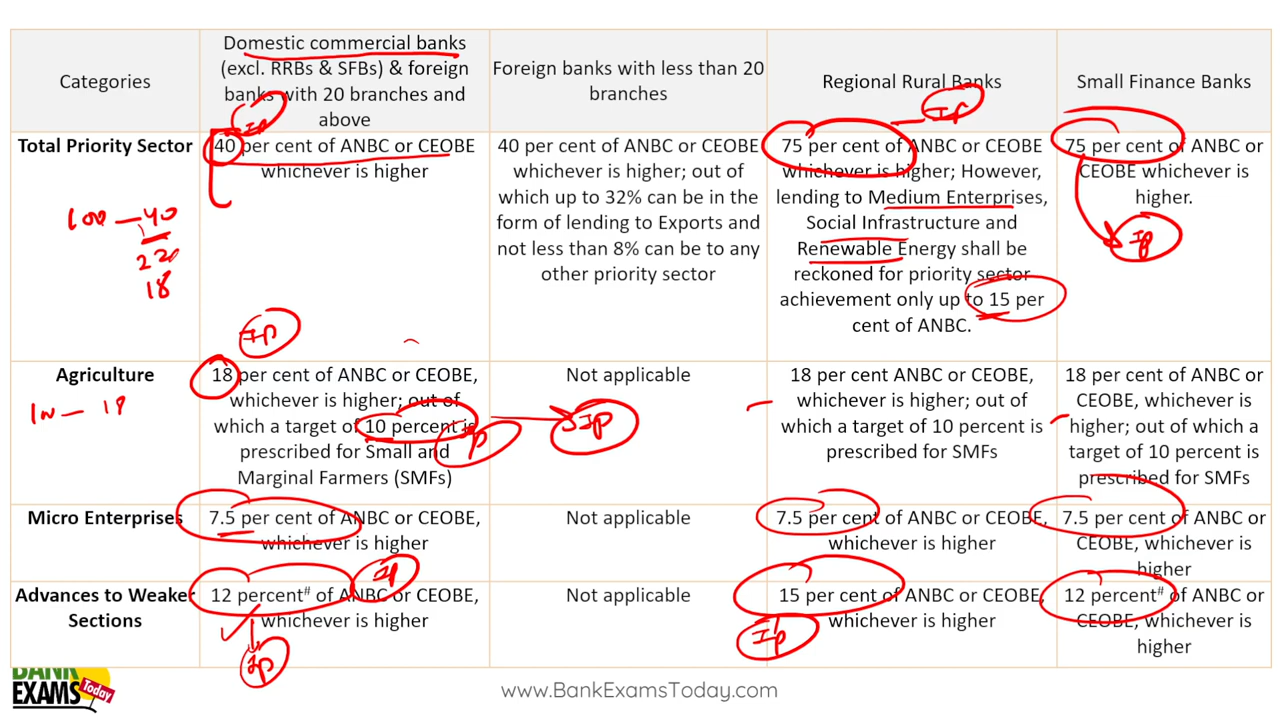 Categories
Domestic commercial banks
(excl. RRBs & SFBs) & foreign
banks with 20 branches and
above
Foreign banks with less than 20
branches
Regional Rural Banks
Small Finance Banks
Ip
Ip
Total Priority Sector
40 per cent of ANBC or CEOBE
whichever is higher
40 per cent of ANBC or CEOBE
whichever is higher; out of
which up to 32% can be in the
form of lending to Exports and
not less than 8% can be to any
other priority sector
75 per cent of ANBC or CEOBE
whichever is higher; However,
lending to Medium Enterprises,
Social Infrastructure and
Renewable Energy shall be
reckoned for priority sector
achievement only up to 15 per
cent of ANBC.
75 per cent of ANBC or
CEOBE whichever is
higher.
100 — 40
18
Ip
Ip
Agriculture
18 per cent of ANBC or CEOBE,
whichever is higher; out of
which a target of 10 percent is
prescribed for Small and
Marginal Farmers (SMFs)
Not applicable
18 per cent ANBC or CEOBE,
whichever is higher; out of
which a target of 10 percent is
prescribed for SMFs
18 per cent of ANBC or
CEOBE, whichever is
higher; out of which a
target of 10 percent is
prescribed for SMFs
18
Ip
Ip
Micro Enterprises
7.5 per cent of ANBC or CEOBE,
whichever is higher
Not applicable
7.5 per cent of ANBC or CEOBE,
whichever is higher
7.5 per cent of ANBC or
CEOBE, whichever is
higher
Ip
Advances to Weaker
Sections
12 percent# of ANBC or CEOBE,
whichever is higher
Not applicable
15 per cent of ANBC or CEOBE,
whichever is higher
12 percent# of ANBC or
CEOBE, whichever is
higher
Ip
Ip
BANK
EXAMS Today
www.BankExamsToday.com